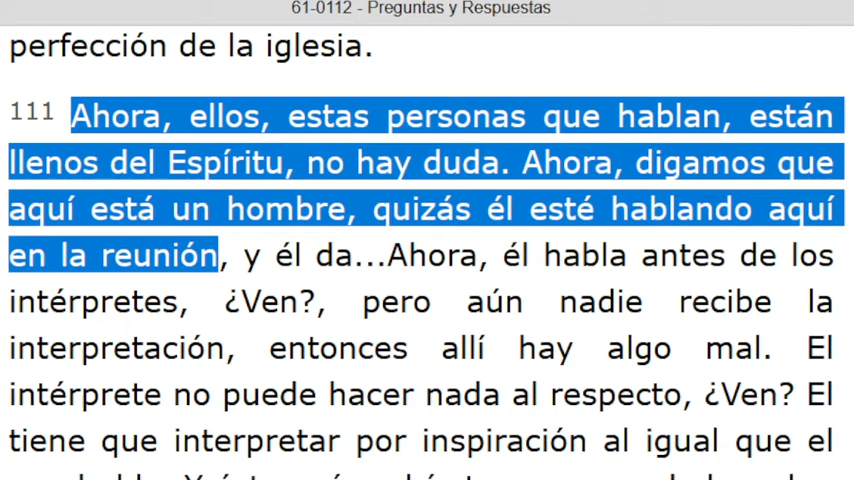 61-0112 - Preguntas y Respuestas
perfección de la iglesia.
111 Ahora, ellos, estas personas que hablan, están
llenos del Espíritu, no hay duda. Ahora, digamos que
aquí está un hombre, quizás él esté hablando aquí
en la reunión, y él da...Ahora, él habla antes de los
intérpretes, ¿Ven?, pero aún nadie recibe la
interpretación, entonces allí hay algo mal. El
intérprete no puede hacer nada al respecto, ¿Ven? El
tiene que interpretar por inspiración al igual que el